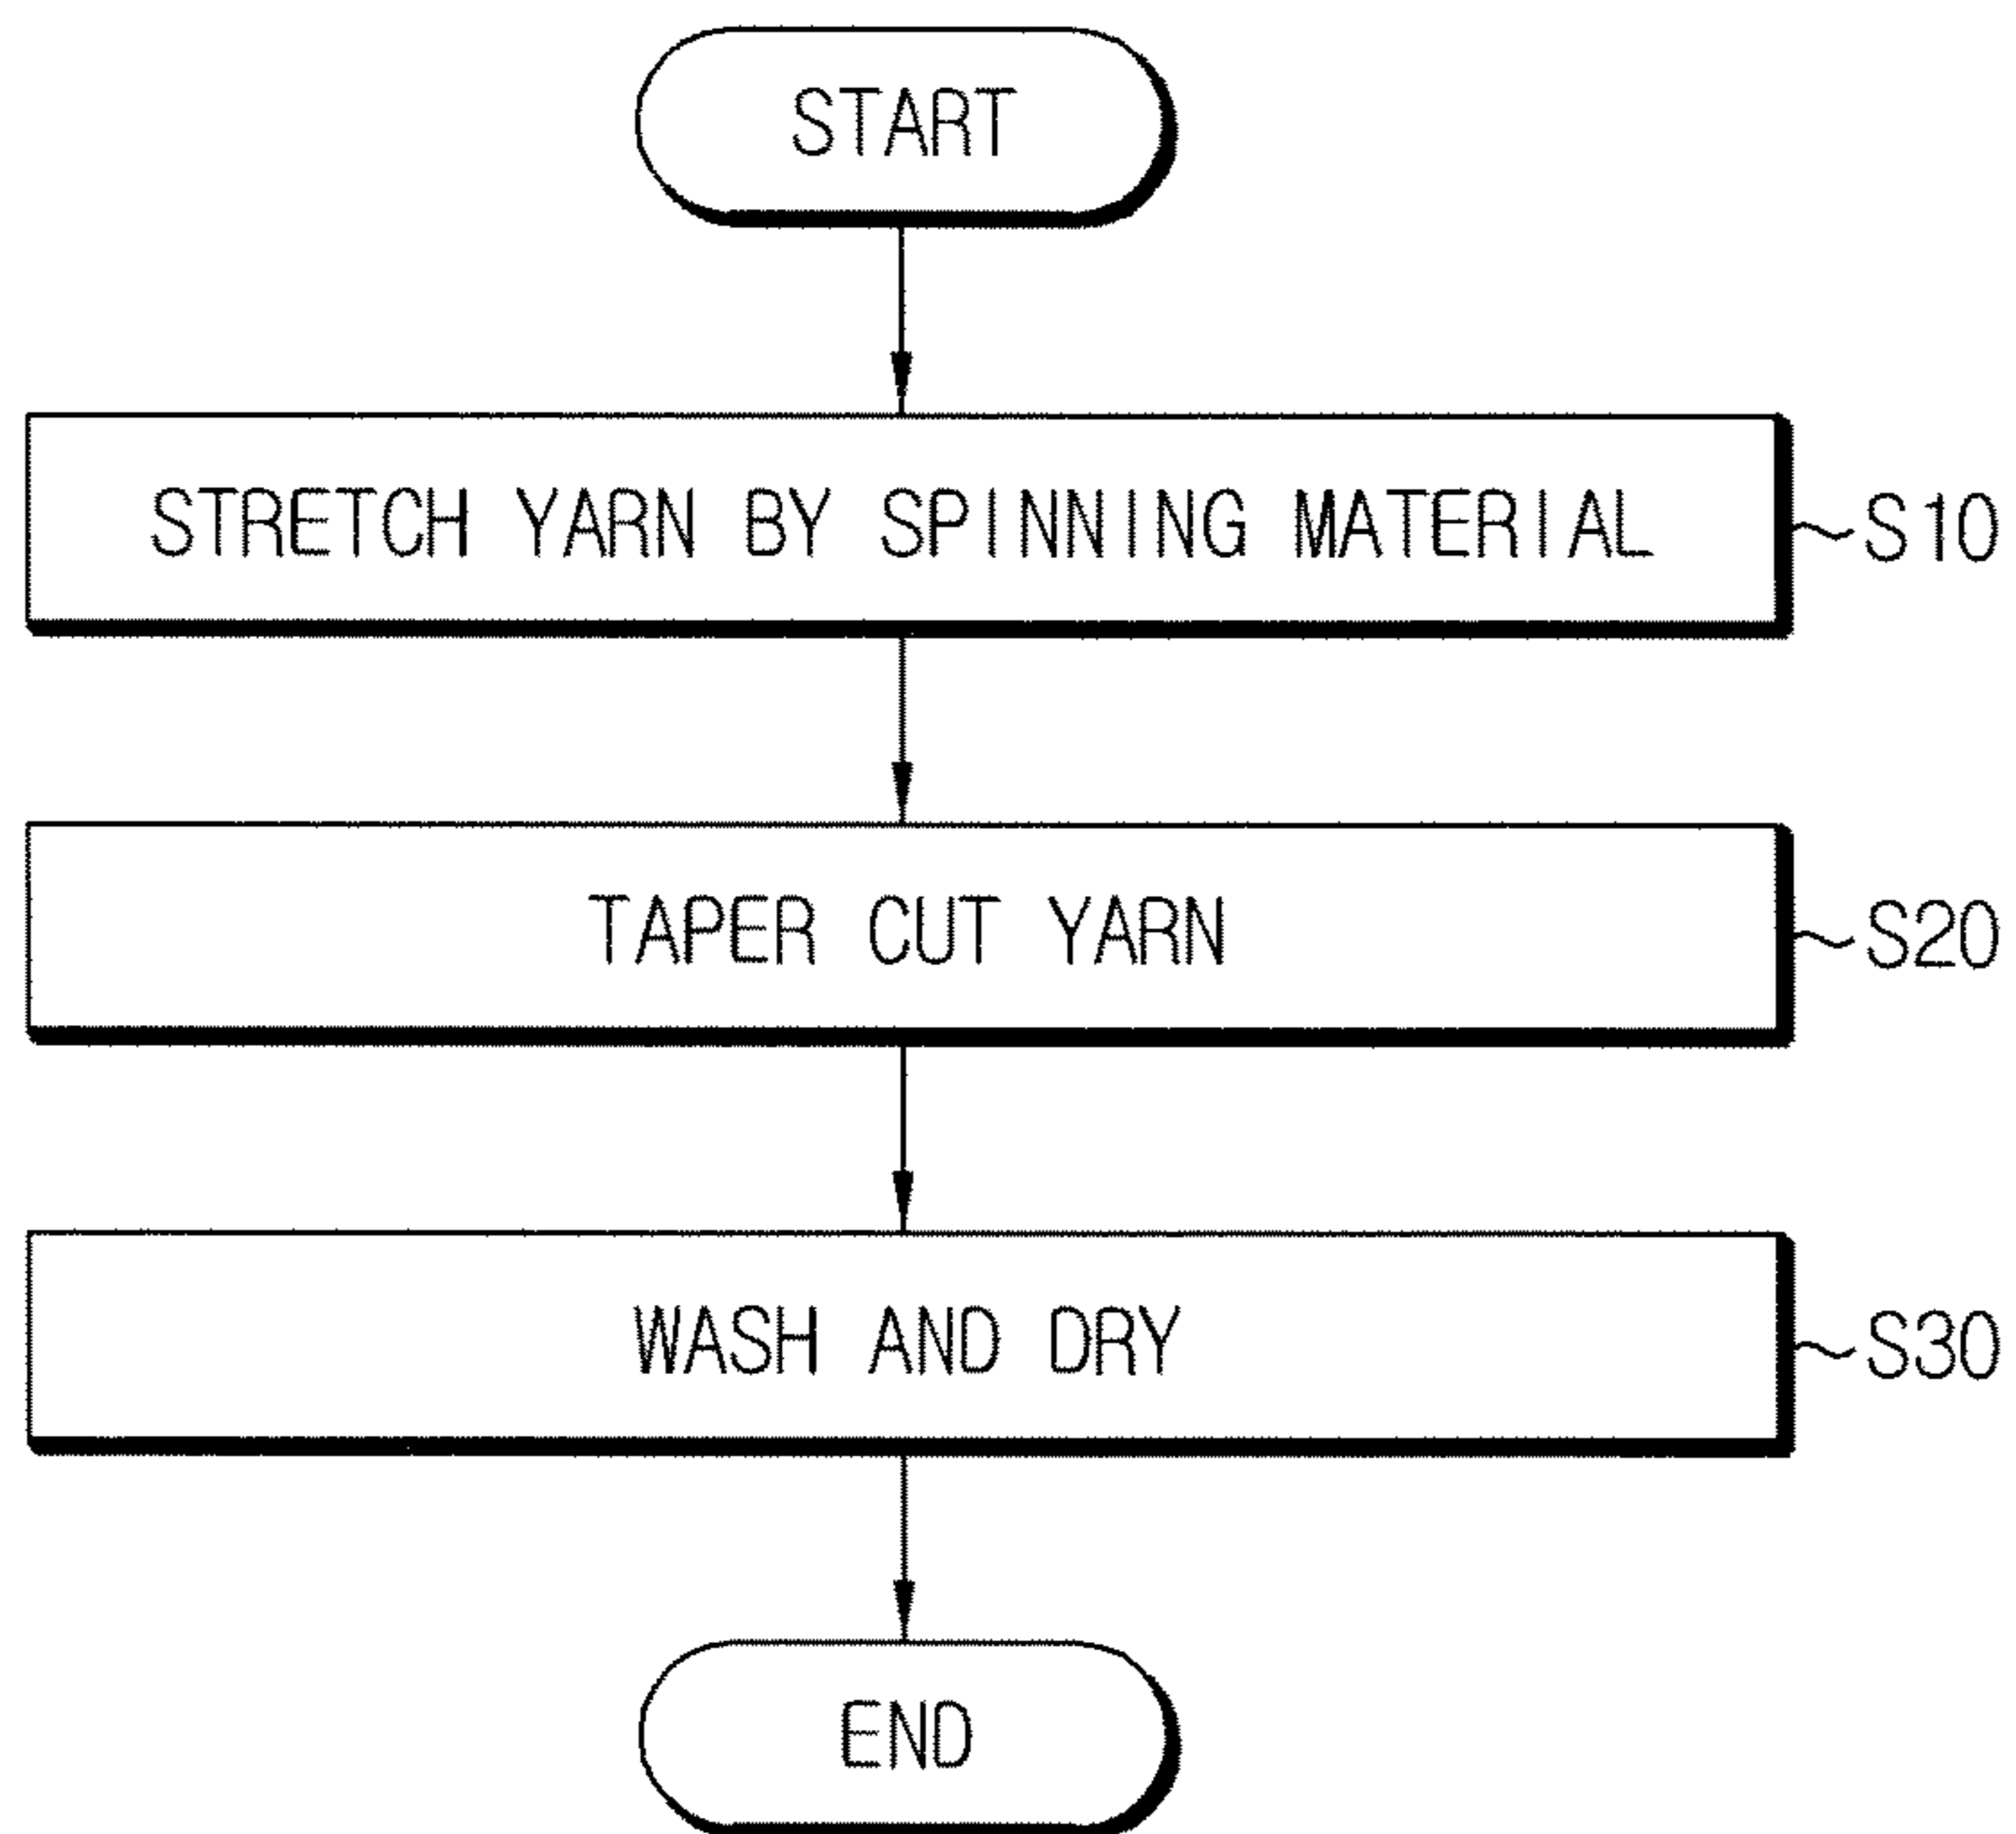 START
STRETCH YARN BY SPINNING MATERIAL
S10
TAPER CUT YARN
S20
WASH AND DRY
S30
END